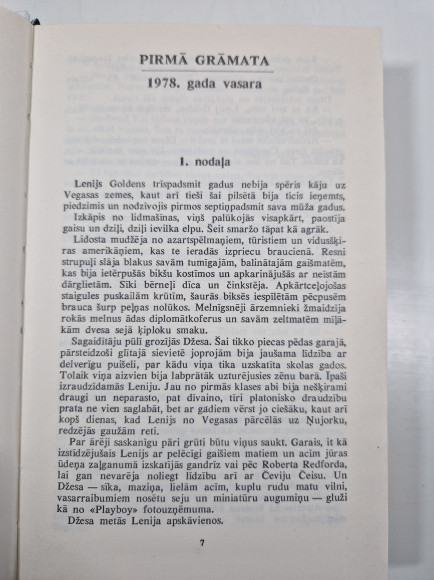 PIRMĀ GRĀMATA
1978. gada vasara
1. nodaļa
Lenijs Goldens trīspadsmit gadus nebija spēris kāju uz
Vegasas zemes, kaut arī tieši šai pilsētā bija ticis ieņemts,
piedzimis un nodzīvojis pirmos septiņpadsmit sava mūža gadus.
Izkāpis no lidmašīnas, viņš palūkojās visapkārt, paostīja
gaisu un dziļi, dziļi ievilka elpu. Šeit smaržo tāpat kā agrāk.
Lidosta mudžēja no azartspēlmaņiem, tūristiem un vidusšķi-
ras amerikāņiem, kas te ieradās izpriecu braucienā. Resni
strupuļi slāja blakus savām tumīgajām, balinātajām gaišmatēm,
kas bija ietērpušās bikšu kostīmos un apkarinājušās ar neīstām
dārglietām. Sīki bērneļi dīca un činkstēja. Apkārtceļojošas
staigules puskailām krūtīm, šaurās biksēs iespīlētām pēcpusēm
brauca šurp peļņas nolūkos. Melnīgsnēji ārzemnieki žmaidzīja
rokās melnus ādas diplomātkoferus un savām zeltmatēm mīļāk-
ām dvesa sejā ķiploku smaku.
Sagaidītāju pūlī grozījās Džesa. Šai tikko piecas pēdas garajā,
pārsteidzoši glītajā sievietē joprojām bija jaušama līdzība ar
delverīgu puišeli, par kādu viņa tika uzskatīta skolas gados.
Tolaik viņa aizvien bija labprātāk uzturējusies zēnu barā. Īpaši
izraudzīdamās Leniju. Jau no pirmās klases abi bija nešķirami
draugi un neparasto, pat divaino, tīri platonisko draudzību
prata ne vien saglabāt, bet ar gadiem vērst jo ciešāku, kaut arī
kopš dienas, kad Lenijs no Vegasas pārcēlās uz Ņujorku,
redzējās gaužām reti.
Par ārēji saskanīgu pāri grūti būtu viņus saukt. Garais, it kā
izstīdzējušais Lenijs ar pelēcīgi gaišiem matiem un acīm jūras
ūdeņa zaļganumā izskatījās gandrīz vai pēc Roberta Redforda,
lai gan nevarēja noliegt līdzību arī ar Čeviju Čeisu. Un
Džesa — sīka, maziņa, lielām acīm, kuplu rudu matu vilni,
vasarraibumiem nosētu seju un miniatūru augumiņu — gluži
kā no «Playboy» fotouzņēmuma.
Džesa metās Lenija apskāvienos.
7